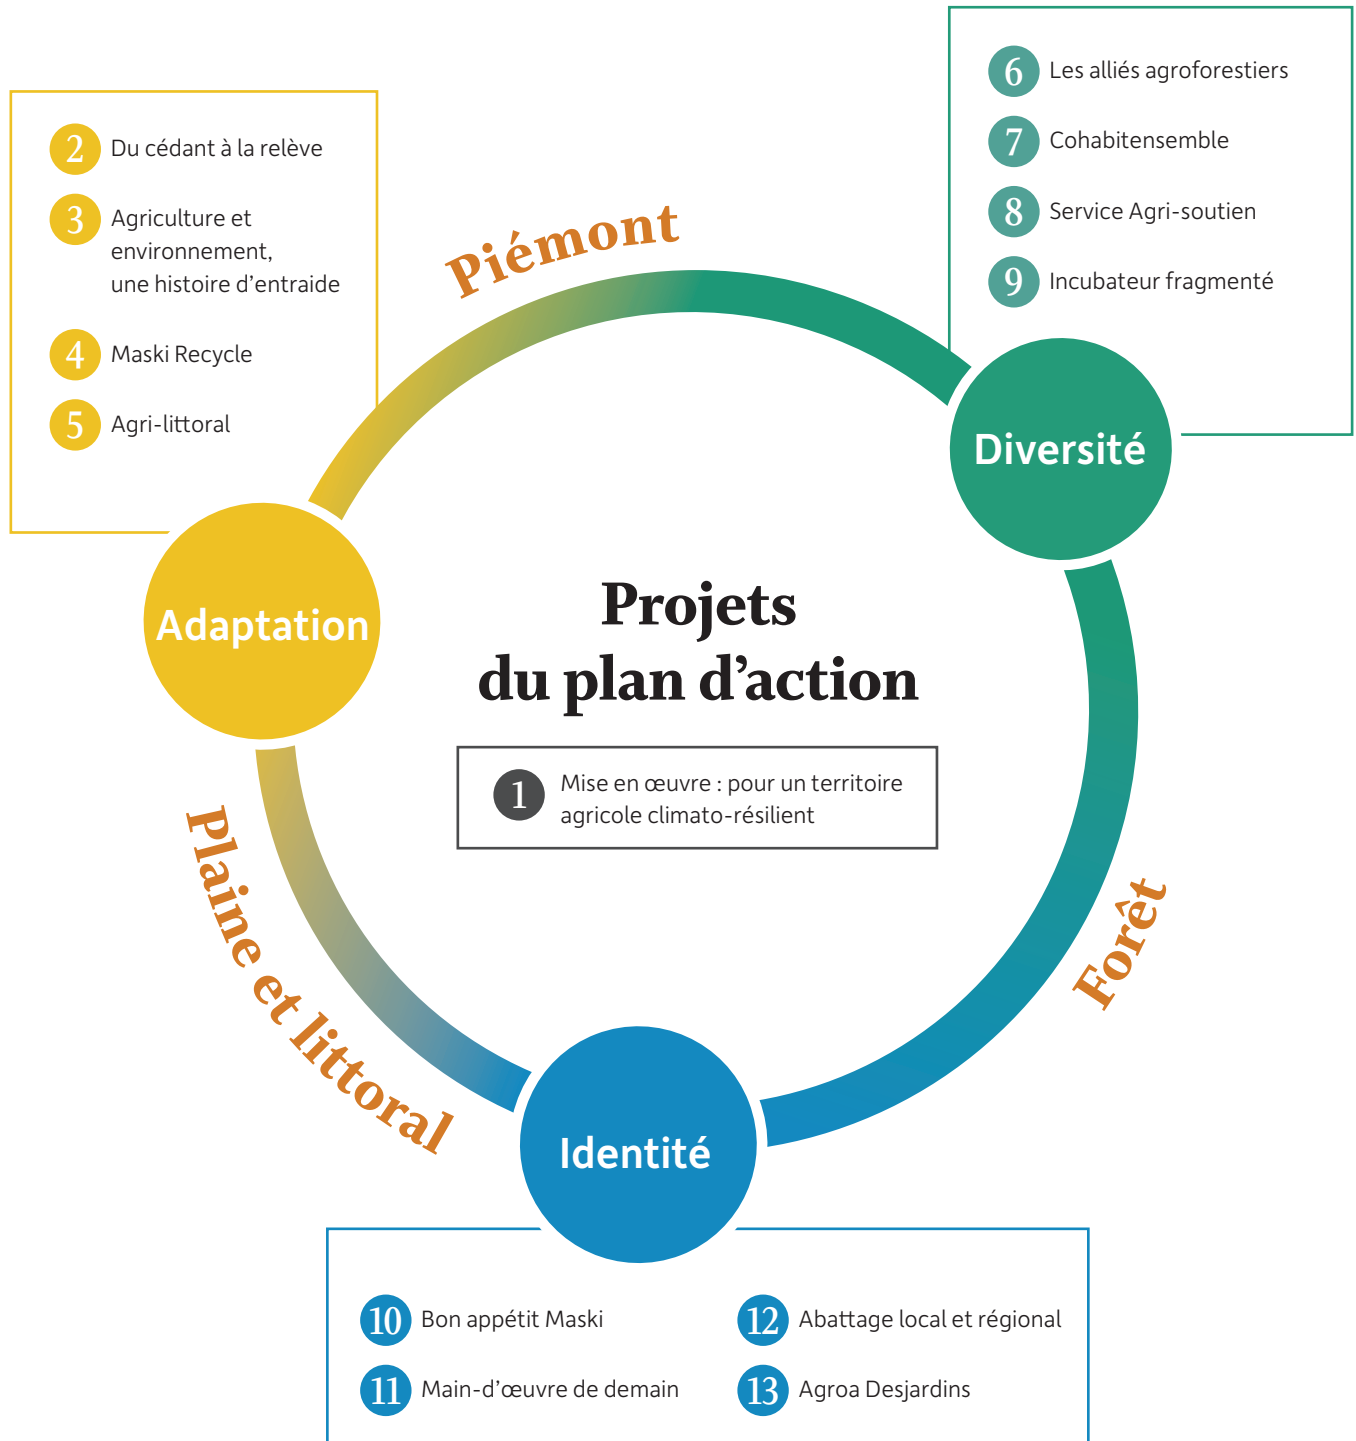 2 Du cédant à la relève
3 Agriculture et
environnement,
une histoire d’entraide
4 Maski Recycle
5 Agri-littoral
Adaptation
Piémont
6 Les alliés agroforestiers
7 Cohabitensemble
8 Service Agri-soutien
9 Incubateur fragmenté
Diversité
Projets
du plan d’action
1 Mise en œuvre : pour un territoire
agricole climato-résilient
Plaine et littoral
Forêt
Identité
10 Bon appétit Maski
11 Main-d’œuvre de demain
12 Abattage local et régional
13 Agroa Desjardins